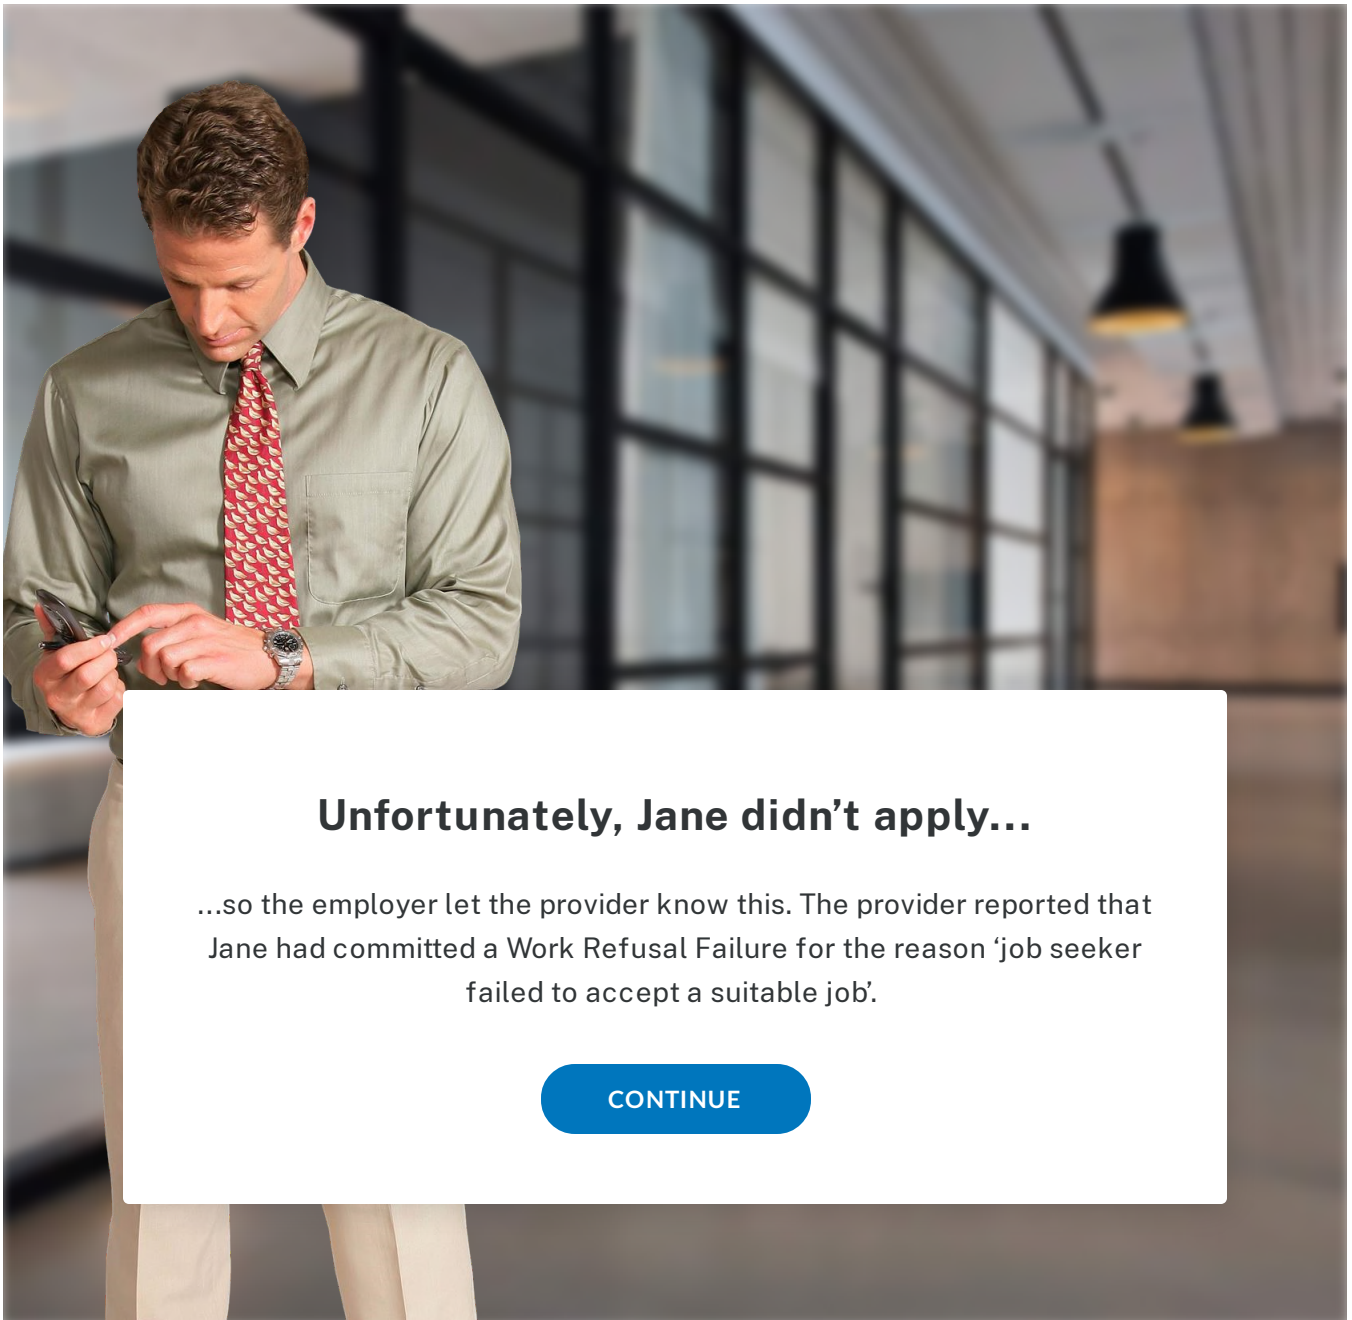 Unfortunately, Jane didn’t apply...
...so the employer let the provider know this. The provider reported that
Jane had committed a Work Refusal Failure for the reason ‘job seeker
failed to accept a suitable job’.
CONTINUE